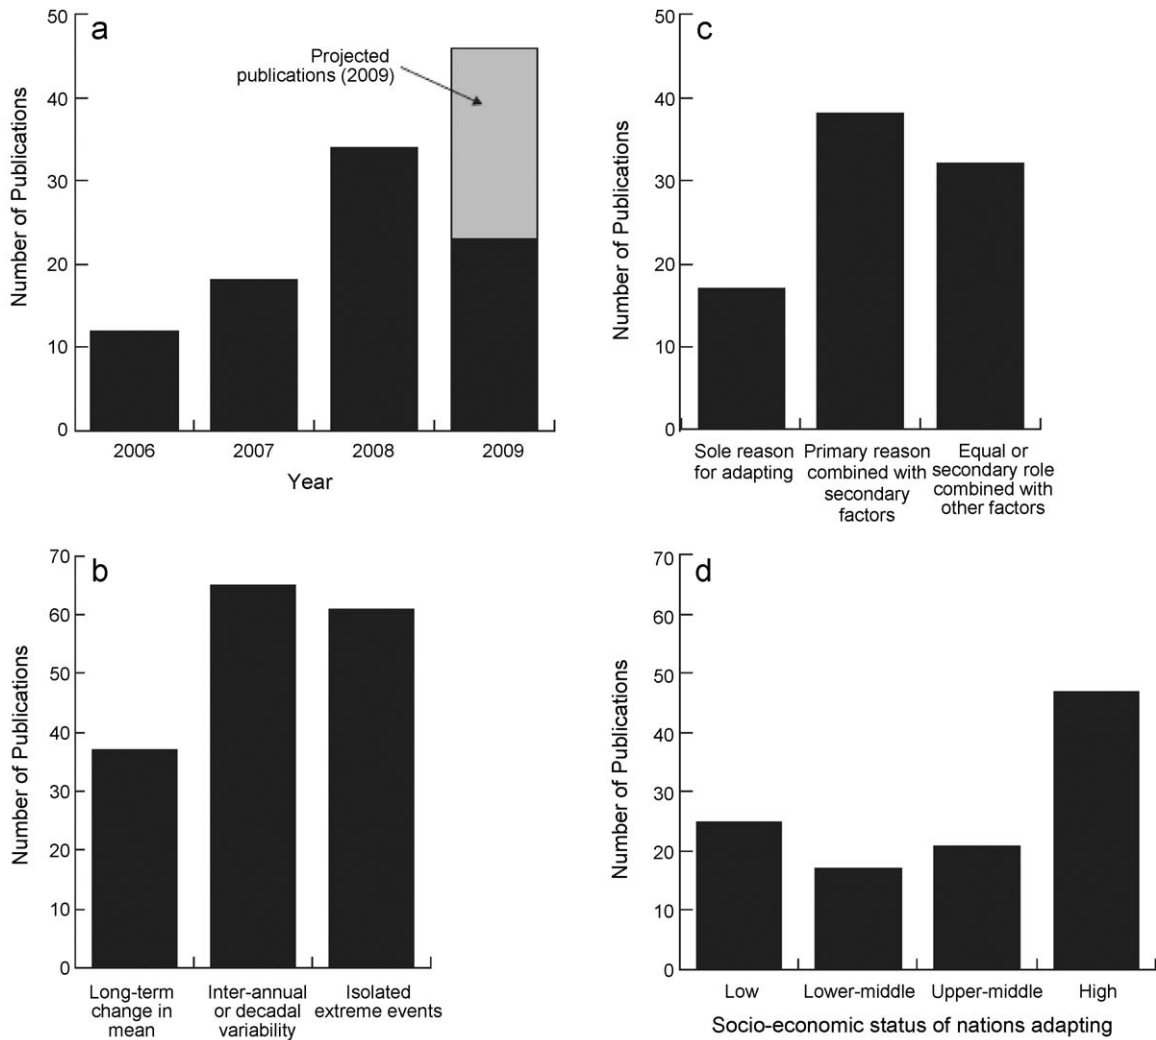 a
50
40
30
20
10
0
Number of Publications
Projected
publications (2009)
2006
2007
2008
2009
Year
c
50
40
30
20
10
0
Number of Publications
Sole reason
for adapting
Primary reason
combined with
secondary
factors
Equal or
secondary role
combined with
other factors
b
70
60
50
40
30
20
10
0
Number of Publications
Long-term
change in
mean
Inter-annual
or decadal
variability
Isolated
extreme events
d
70
60
50
40
30
20
10
0
Number of Publications
Low
Lower-middle
Upper-middle
High
Socio-economic status of nations adapting